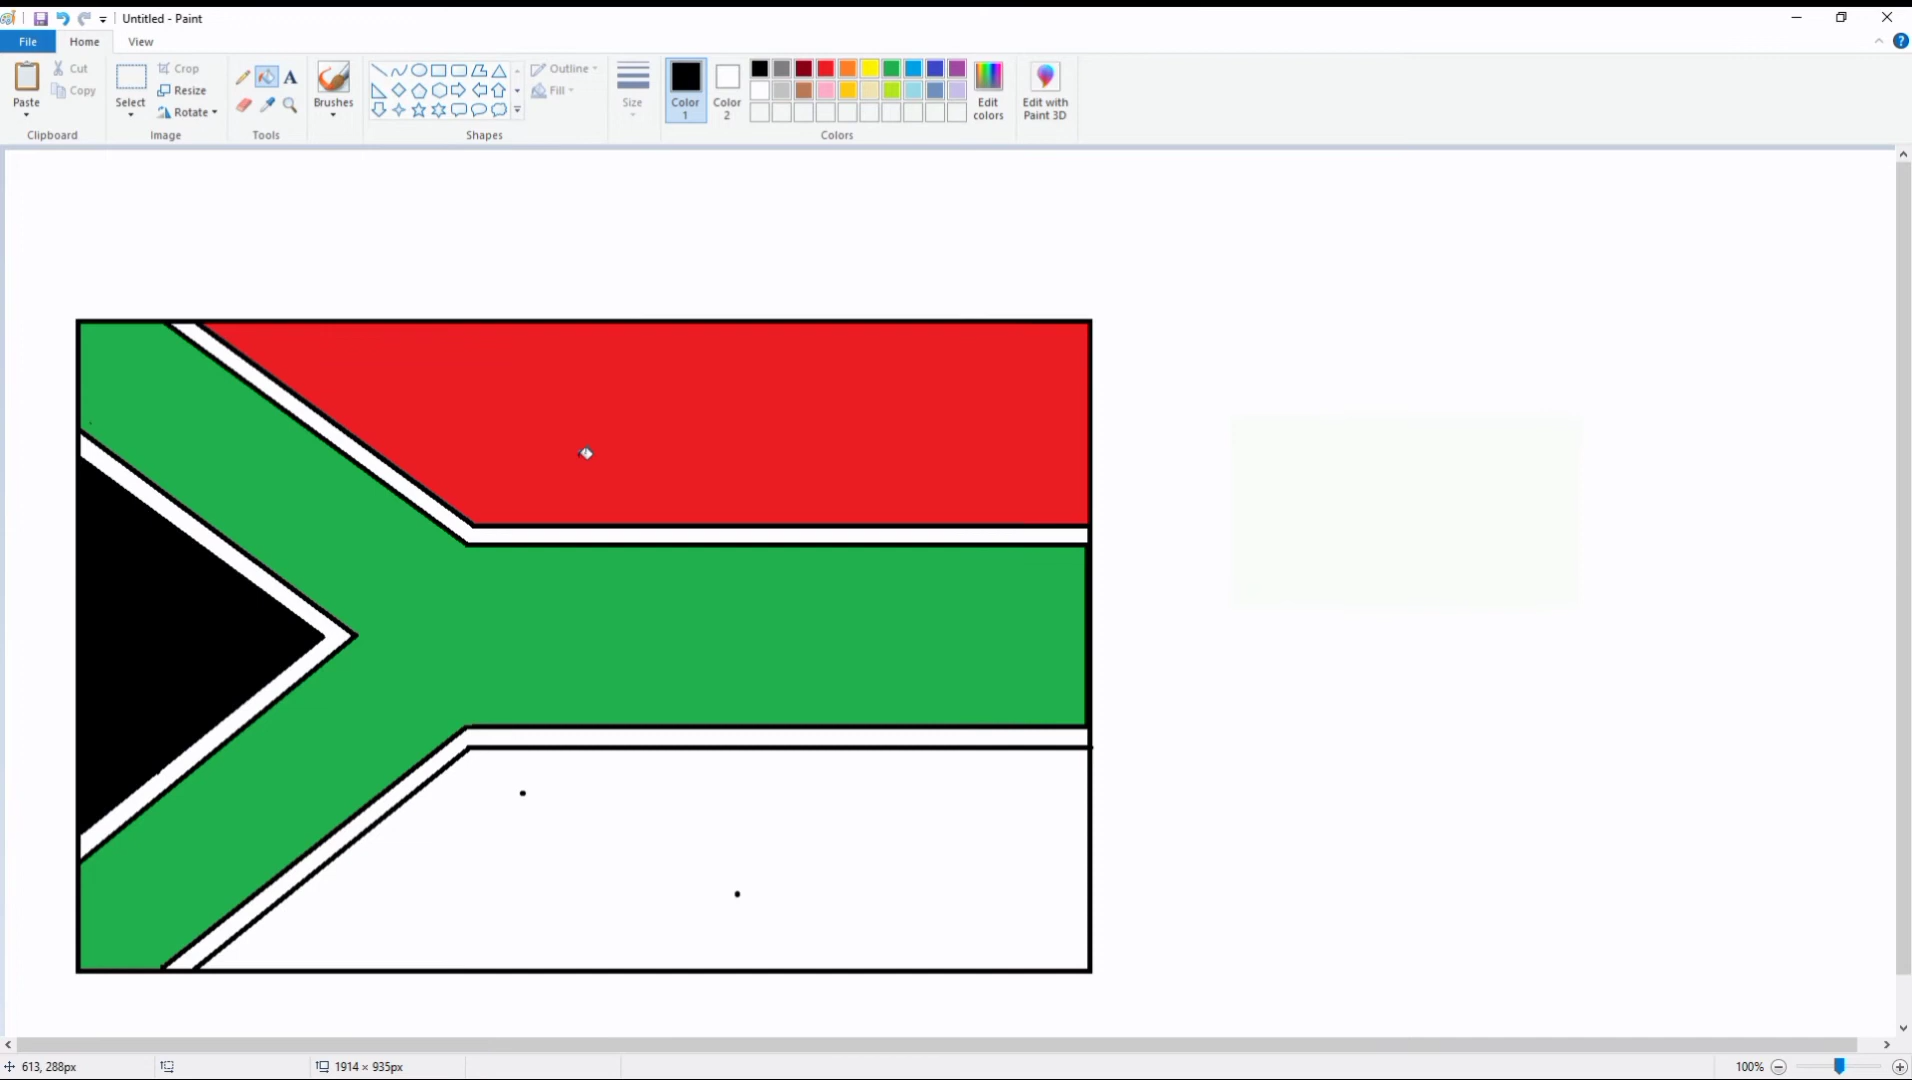 Untitled - Paint
File Home View
Paste
Cut
Copy
Clipboard
Select
Crop
Resize
Rotate
Image
A
Tools
Brushes
Outline
Fill
Shapes
Size
Color 1
Color 2
Edit colors
Colors
Edit with Paint 3D
?
613, 288px
1914 × 935px
100%